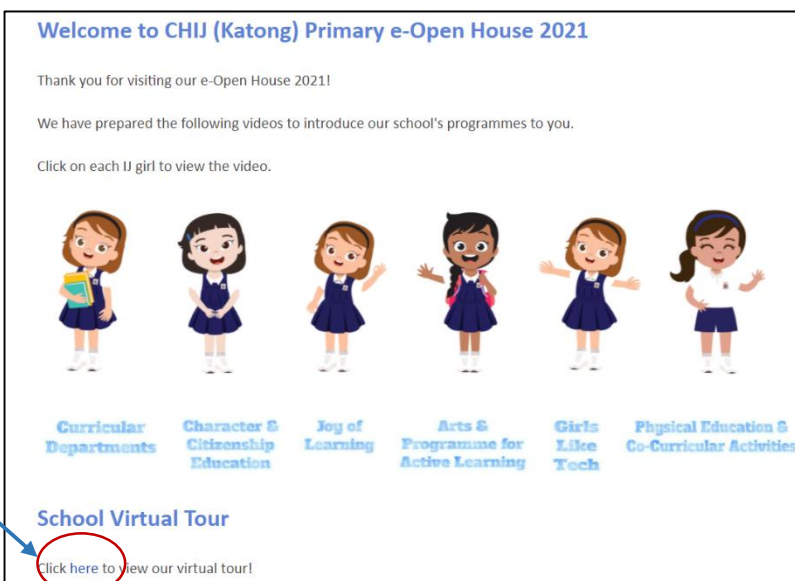 Welcome to CHIJ (Katong) Primary e-Open House 2021
Thank you for visiting our e-Open House 2021!
We have prepared the following videos to introduce our school's programmes to you.
Click on each IJ girl to view the video.
Curricular
Departments
Character &
Citizenship
Education
Joy of
Learning
Arts &
Programme for
Active Learning
Girls
Like
Tech
Physical Education &
Co-Curricular Activities
School Virtual Tour
Click here to view our virtual tour!